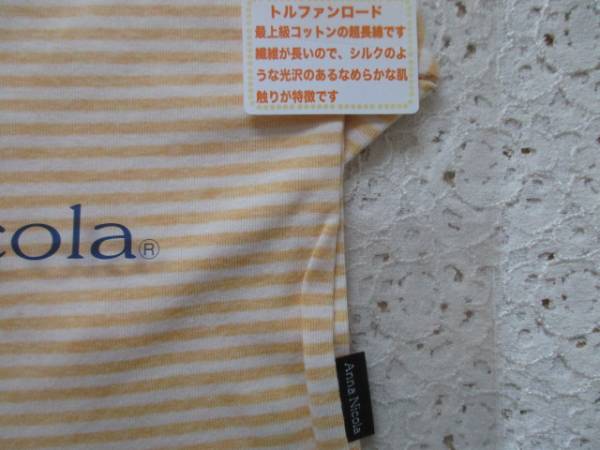 トルファンロード
最上級コットンの超長綿です
繊維が長いので、シルクのよ
うな光沢のあるなめらかな肌
触りが特徴です
cola®
Anna Nicola